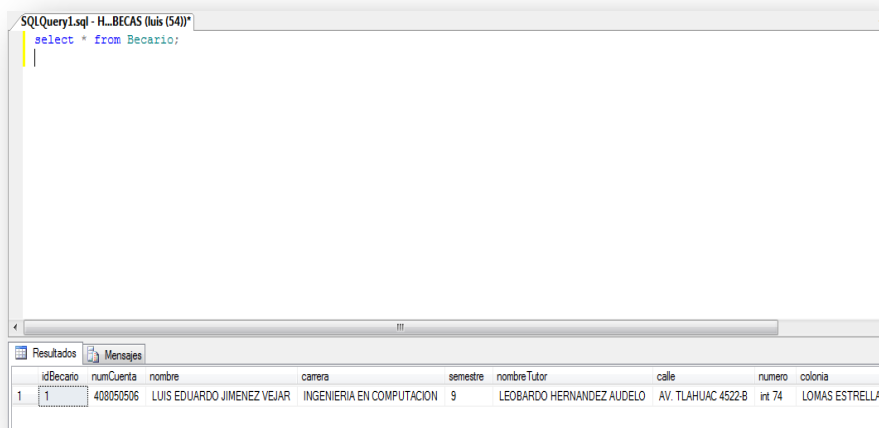 SQLQuery1.sql - H...BECAS (luis (54))*
select * from Becario;
Resultados Mensajes
idBecario numCuenta nombre carrera semestre nombreTutor calle numero colonia
1 1 408050506 LUIS EDUARDO JIMENEZ VEJAR INGENIERIA EN COMPUTACION 9 LEOBARDO HERNANDEZ AUDELO AV. TLAHUAC 4522-B int 74 LOMAS ESTRELLA